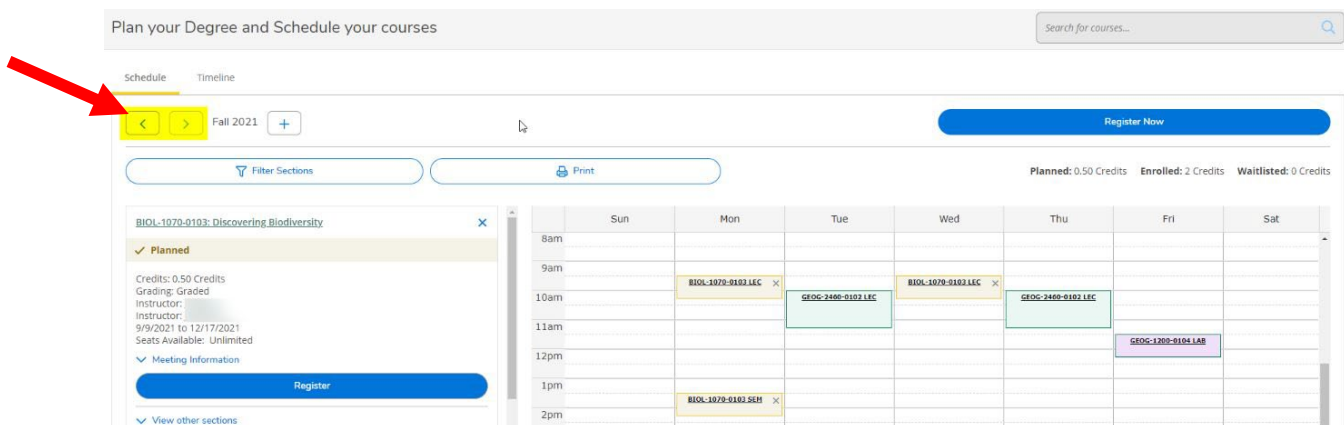 Plan your Degree and Schedule your courses
Search for courses...
Schedule Timeline
Fall 2021
Register Now
Filter Sections
Print
Planned: 0.50 Credits Enrolled: 2 Credits Waitlisted: 0 Credits
BIOL-1070-0103: Discovering Biodiversity
Planned
Credits: 0.50 Credits
Grading: Graded
Instructor:
Instructor:
9/9/2021 to 12/17/2021
Seats Available: Unlimited
Meeting Information
Register
View other sections
Sun Mon Tue Wed Thu Fri Sat
8am
9am
BIOL-1070-0103 LEC BIOL-1070-0103 LEC
10am GEOG-2460-0102 LEC GEOG-2460-0102 LEC
11am
GEOG-1200-0104 LAB
12pm
1pm
BIOL-1070-0103 SEM
2pm